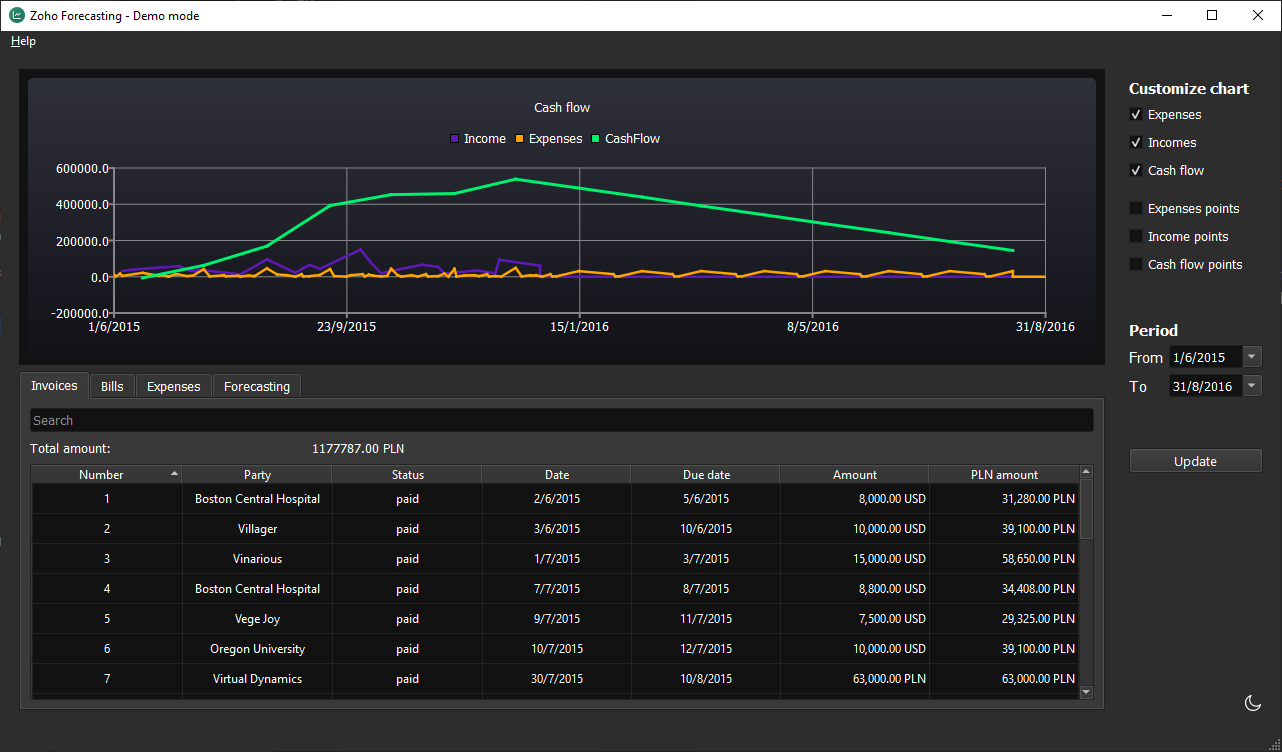 Zoho Forecasting - Demo mode
Help
Cash flow
Income Expenses CashFlow
600000.0
400000.0
200000.0
0.0
-200000.0
1/6/2015 23/9/2015 15/1/2016 8/5/2016 31/8/2016
Customize chart
Expenses
Incomes
Cash flow
Expenses points
Income points
Cash flow points
Period
From 1/6/2015
To 31/8/2016
Update
Invoices Bills Expenses Forecasting
Search
Total amount: 1177787.00 PLN
Number Party Status Date Due date Amount PLN amount
1 Boston Central Hospital paid 2/6/2015 5/6/2015 8,000.00 USD 31,280.00 PLN
2 Villager paid 3/6/2015 10/6/2015 10,000.00 USD 39,100.00 PLN
3 Vinarious paid 1/7/2015 3/7/2015 15,000.00 USD 58,650.00 PLN
4 Boston Central Hospital paid 7/7/2015 8/7/2015 8,800.00 USD 34,408.00 PLN
5 Vege Joy paid 9/7/2015 11/7/2015 7,500.00 USD 29,325.00 PLN
6 Oregon University paid 10/7/2015 12/7/2015 10,000.00 USD 39,100.00 PLN
7 Virtual Dynamics paid 30/7/2015 10/8/2015 63,000.00 PLN 63,000.00 PLN